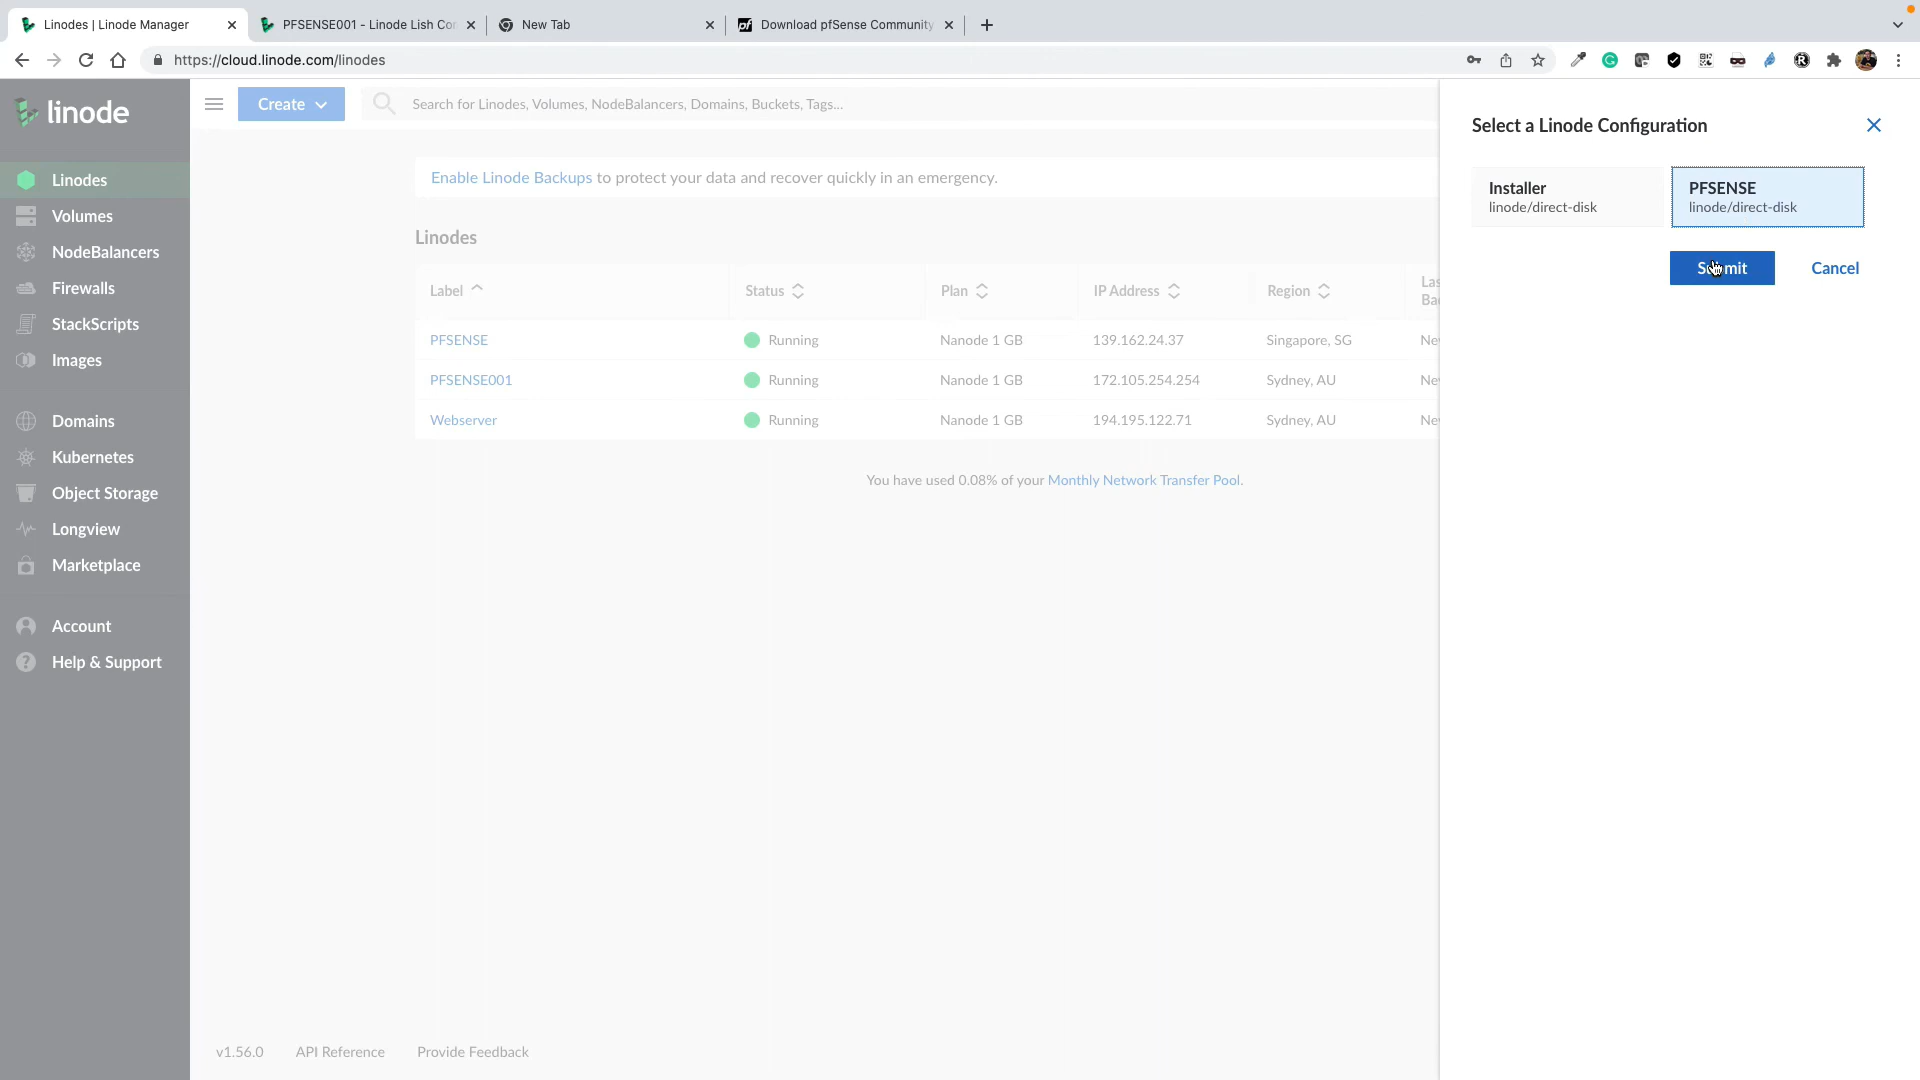 Linodes | Linode Manager
PFSENSE001 - Linode Lish Co
New Tab
Download pfSense Community
https://cloud.linode.com/linodes
linode
Create
Search for Linodes, Volumes, NodeBalancers, Domains, Buckets, Tags...
Linodes
Volumes
NodeBalancers
Firewalls
StackScripts
Images
Domains
Kubernetes
Object Storage
Longview
Marketplace
Account
Help & Support
Enable Linode Backups to protect your data and recover quickly in an emergency.
Linodes
Label Status Plan IP Address Region Las
Ba
PFSENSE Running Nanode 1 GB 139.162.24.37 Singapore, SG Ne
PFSENSE001 Running Nanode 1 GB 172.105.254.254 Sydney, AU Ne
Webserver Running Nanode 1 GB 194.195.122.71 Sydney, AU Ne
You have used 0.08% of your Monthly Network Transfer Pool.
v1.56.0 API Reference Provide Feedback
Select a Linode Configuration
Installer
linode/direct-disk
PFSENSE
linode/direct-disk
Submit Cancel